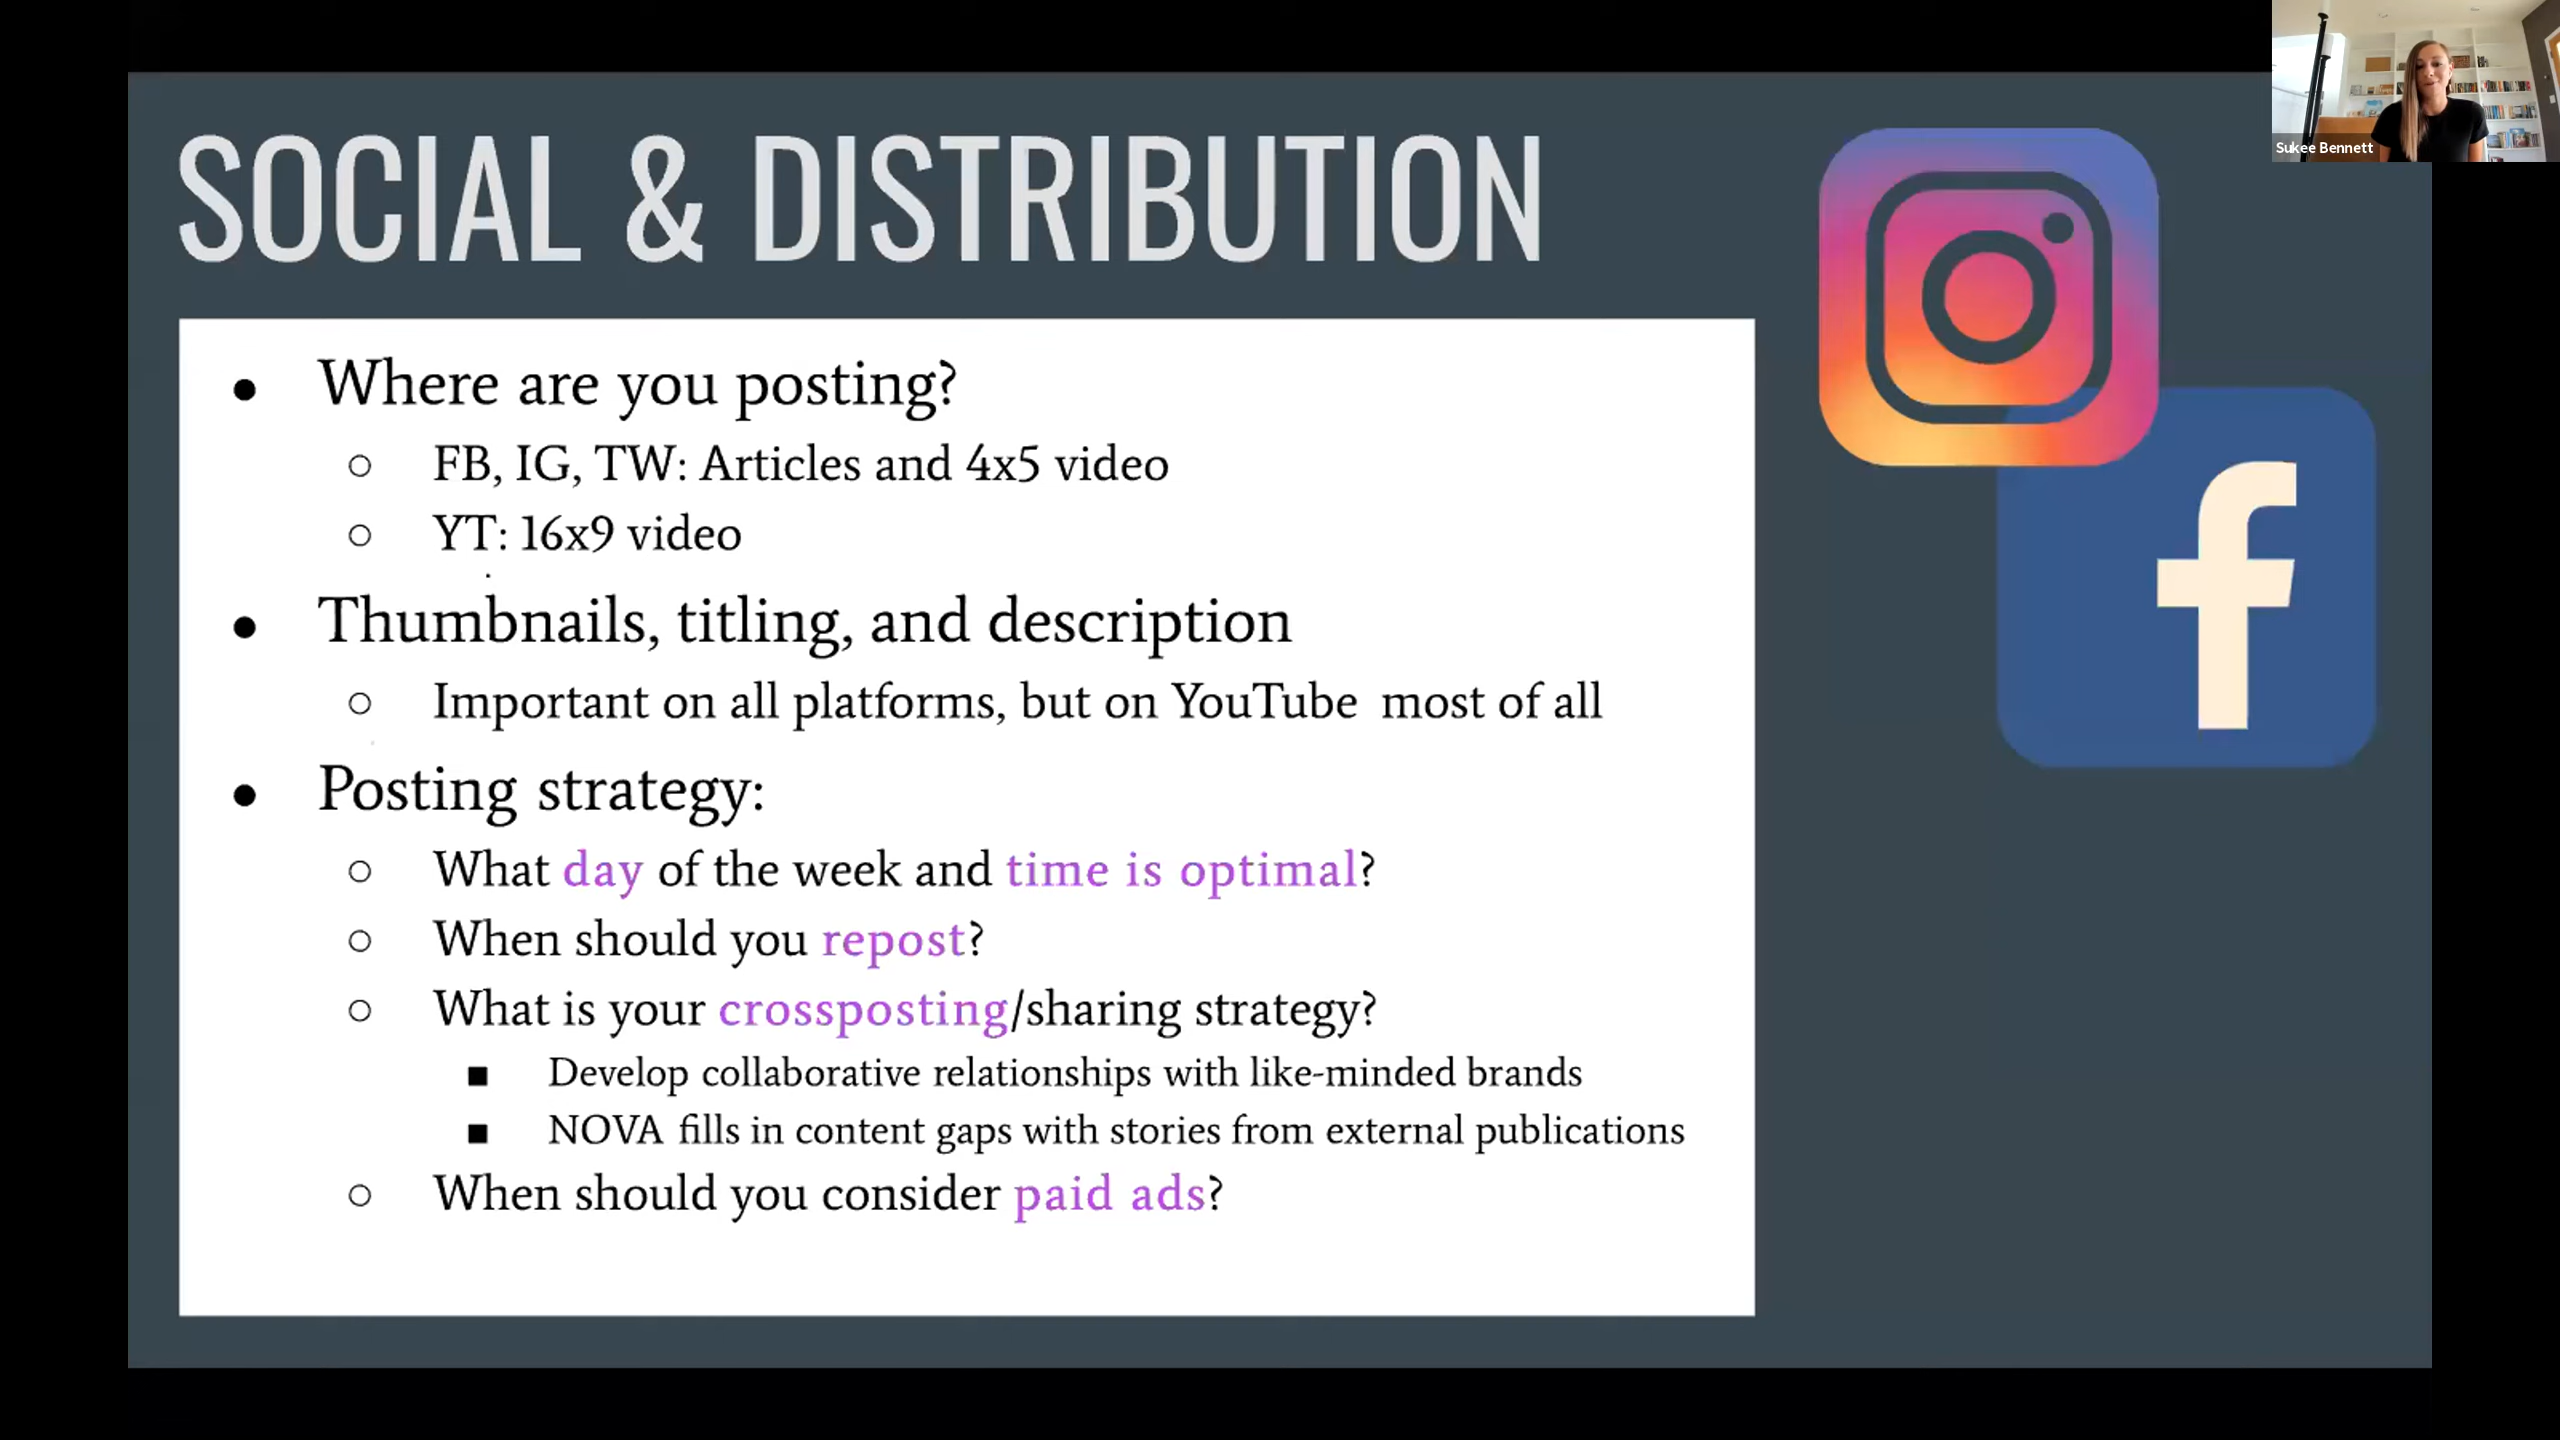 Sukee Bennett
SOCIAL & DISTRIBUTION
● Where are you posting?
○ FB, IG, TW: Articles and 4x5 video
○ YT: 16x9 video
● Thumbnails, titling, and description
○ Important on all platforms, but on YouTube most of all
● Posting strategy:
○ What day of the week and time is optimal?
○ When should you repost?
○ What is your crossposting/sharing strategy?
■ Develop collaborative relationships with like-minded brands
■ NOVA fills in content gaps with stories from external publications
○ When should you consider paid ads?